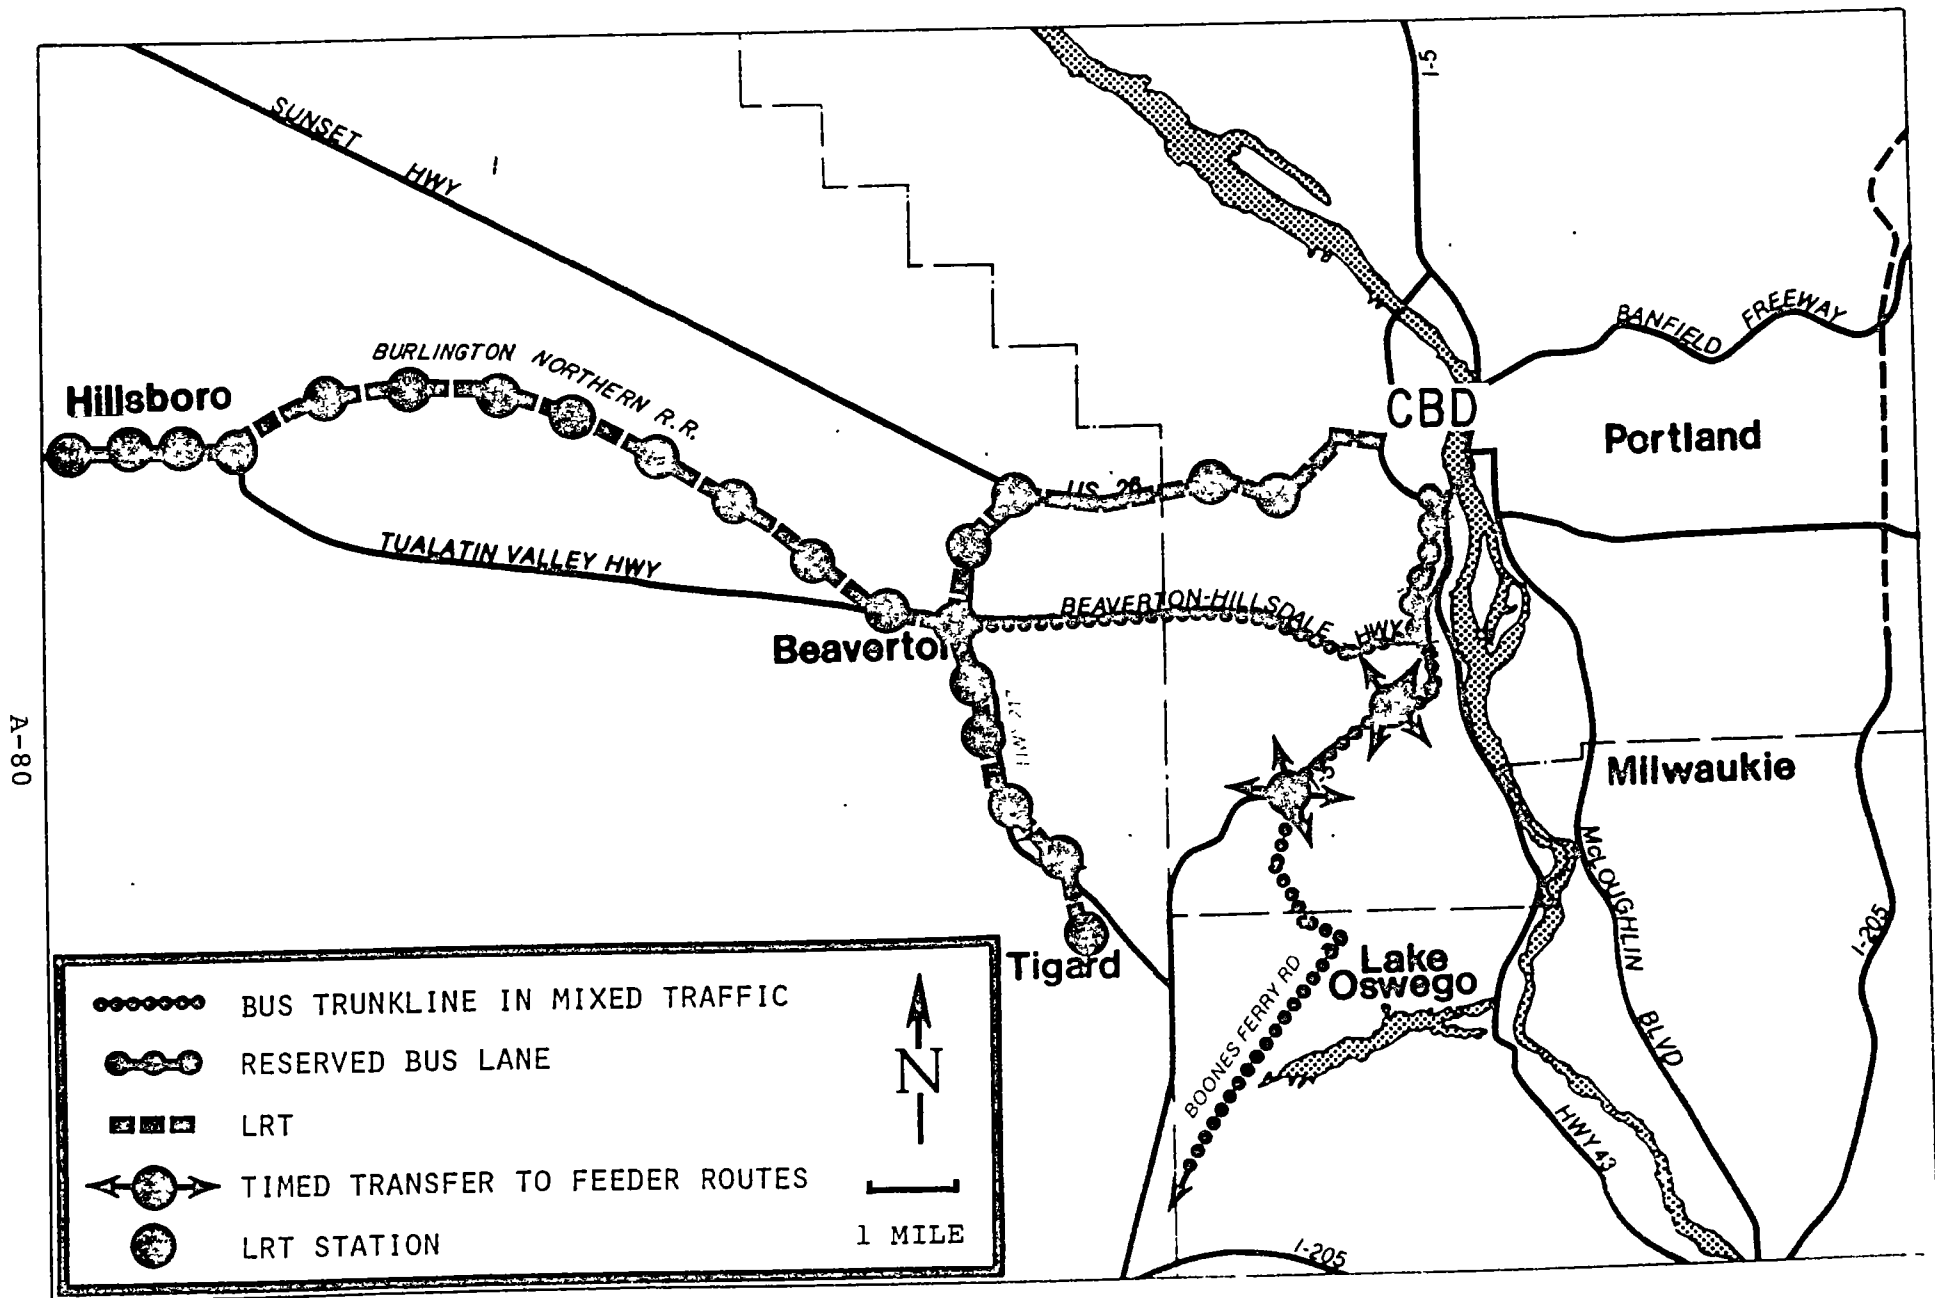 I-5
SUNSET
HWY
BURLINGTON NORTHERN R.R.
BANFIELD FREEWAY
Hillsboro
CBD
Portland
US 26
TUALATIN VALLEY HWY
BEAVERTON-HILLSDALE HWY
Beaverton
A-80
Milwaukie
I-5
McLOUGHLIN BLVD
I-205
Tigard
Lake
Oswego
BOONES FERRY RD
HWY 43
I-205
BUS TRUNKLINE IN MIXED TRAFFIC
RESERVED BUS LANE
LRT
TIMED TRANSFER TO FEEDER ROUTES
LRT STATION
N
1 MILE